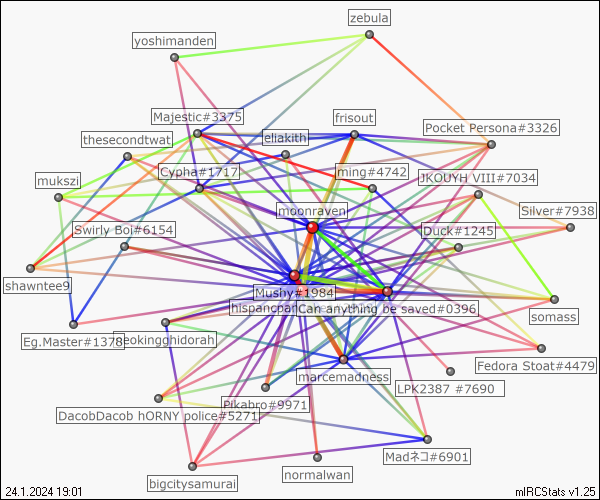 zebula
yoshimanden
Majestic#3375
frisout
Pocket Persona#3326
thesecondtwat
eliakith
Cypha#1717
ming#4742
JKOUYH VIII#7034
mukszi
moonraven
Silver#7938
Swirly Boi#6154
Duck#1245
shawntee9
Mushy#1984
hispancpa
Can anything be saved#0396
somass
Eg.Master#1378
eokingghidorah
Fedora Stoat#4479
marcemadness
LPK2387 #7690
Pikabro#9971
DacobDacob hORNY police#5271
Madネコ#6901
bigcitysamurai
normalwan
24.1.2024 19:01
mIRCStats v1.25